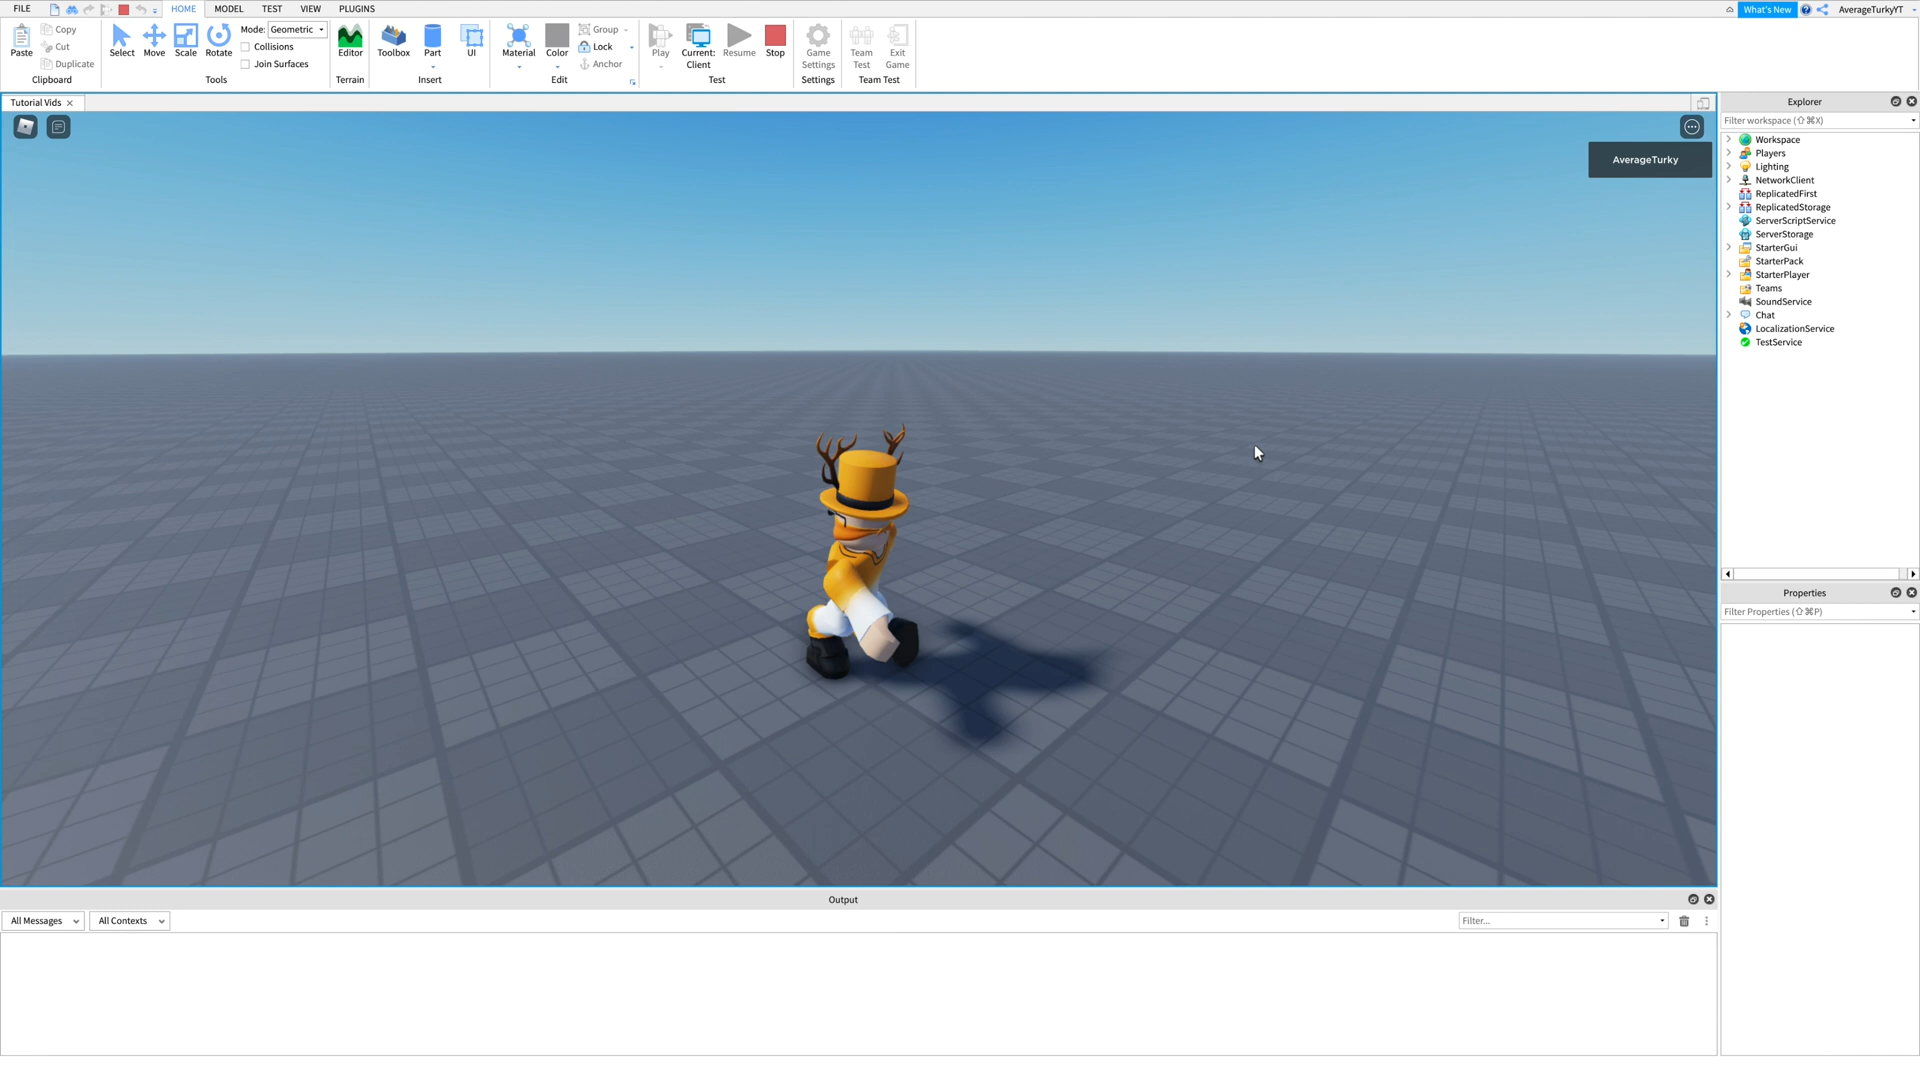 FILE HOME MODEL TEST VIEW PLUGINS What's New AverageTurkyYT
Paste Copy Cut Duplicate Clipboard
Select Move Scale Rotate Mode: Geometric Collisions Join Surfaces Tools
Editor Terrain
Toolbox Part UI Insert
Material Color Group Lock Anchor Edit
Play Current: Client Resume Stop Test
Game Settings Settings
Team Test Exit Game Team Test
Tutorial Vids
AverageTurky
Explorer
Filter workspace (⇧⌘X)
Workspace
Players
Lighting
NetworkClient
ReplicatedFirst
ReplicatedStorage
ServerScriptService
ServerStorage
StarterGui
StarterPack
StarterPlayer
Teams
SoundService
Chat
LocalizationService
TestService
Properties
Filter Properties (⇧⌘P)
Output
All Messages All Contexts Filter...